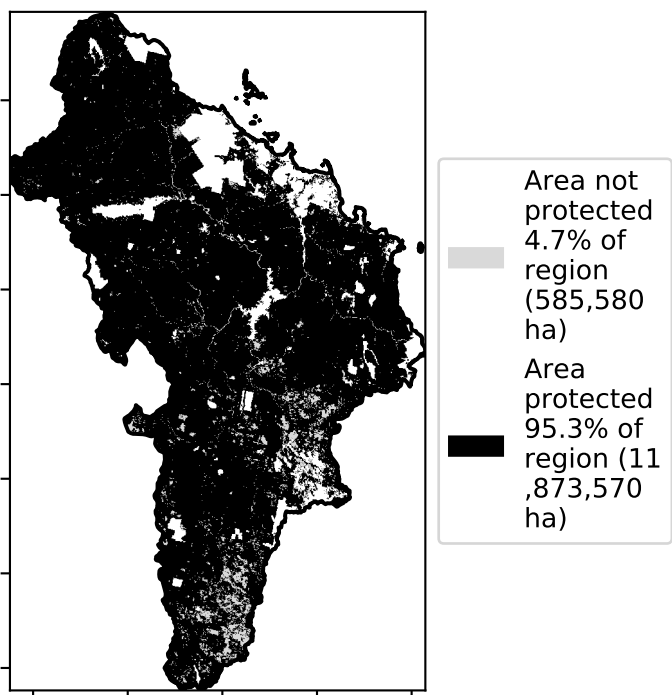 Area not
protected
4.7% of
region
(585,580
ha)
Area
protected
95.3% of
region (11
,873,570
ha)